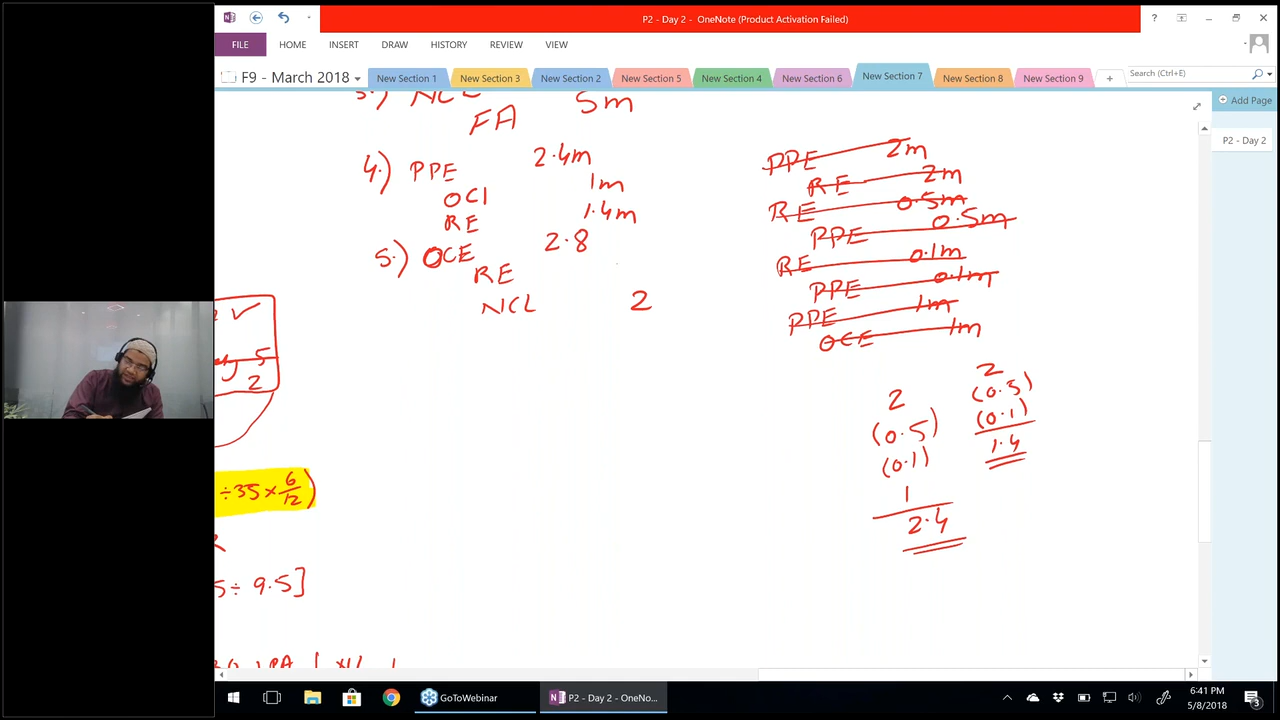 P2 - Day 2 - OneNote (Product Activation Failed)
FILE HOME INSERT DRAW HISTORY REVIEW VIEW
F9 - March 2018 New Section 1 New Section 3 New Section 2 New Section 5 New Section 4 New Section 6 New Section 7 New Section 8 New Section 9 Search (Ctrl+E)
Add Page
P2 - Day 2
NCL 5m
FA
4.) PPE 2.4m
OCI 1m
RE 1.4m
5.) OCE 2.8
RE
NCL 2
PPE 2m
RE 2m
RE 0.5m
PPE 0.5m
RE 0.1m
PPE 0.1m
PPE 1m
OCE 1m
2
(0.5)
(0.1)
1
2.4
2
(0.5)
(0.1)
1.4
5
2
÷35 × 6/12)
÷ 9.5]
GoToWebinar
P2 - Day 2 - OneNo...
6:41 PM
5/8/2018
3